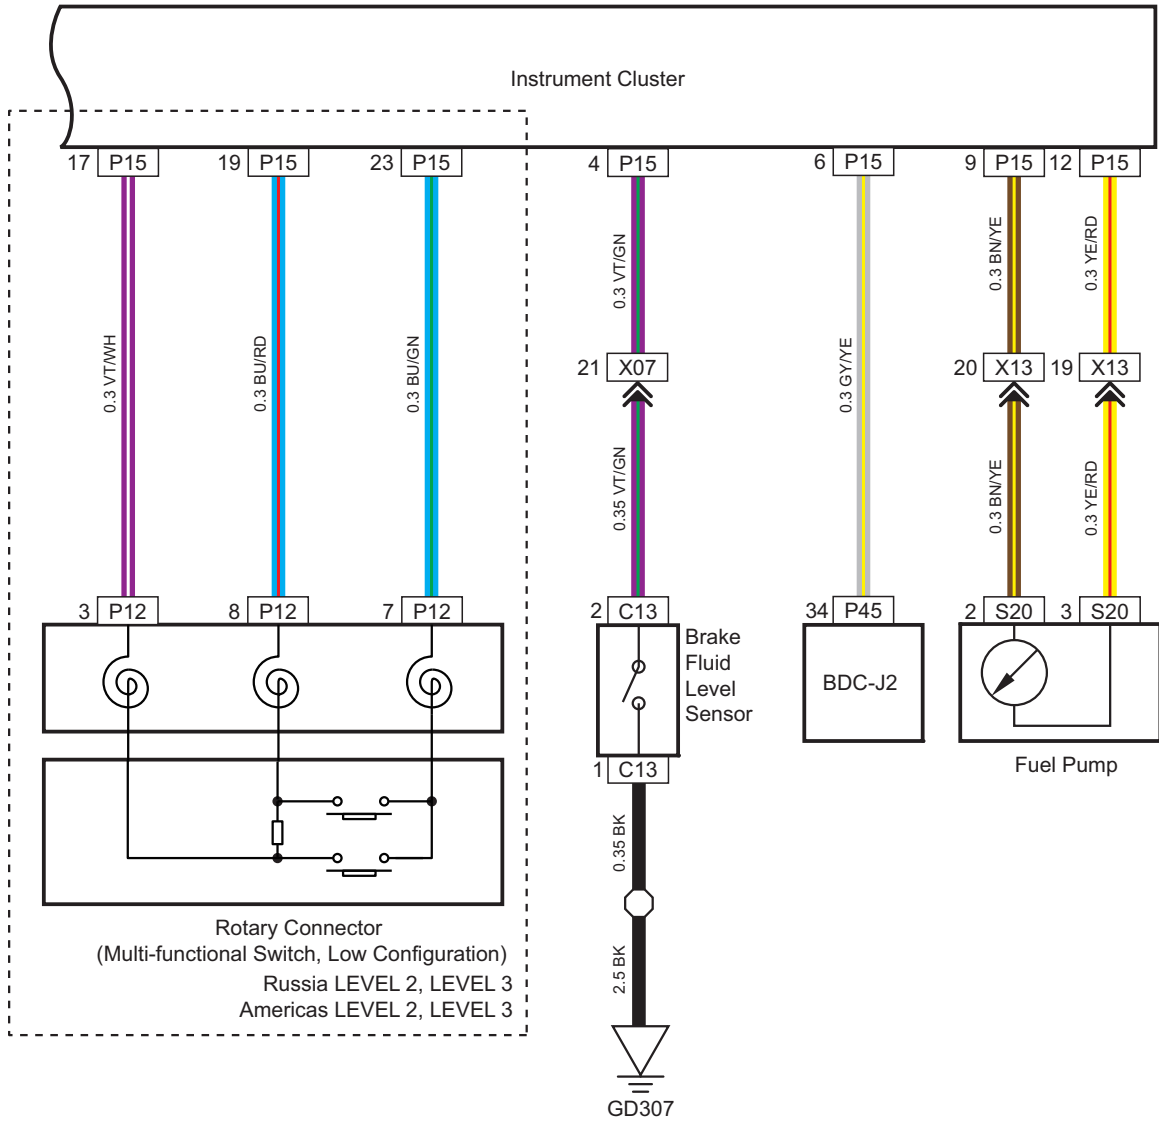 Instrument Cluster
17 P15
19 P15
23 P15
4 P15
6 P15
9 P15
12 P15
0.3 VT/WH
0.3 BU/RD
0.3 BU/GN
0.3 VT/GN
0.3 GY/YE
0.3 BN/YE
0.3 YE/RD
21 X07
20 X13
19 X13
0.35 VT/GN
0.3 BN/YE
0.3 YE/RD
3 P12
8 P12
7 P12
2 C13
34 P45
2 S20
3 S20
Brake
Fluid
Level
Sensor
BDC-J2
Fuel Pump
1 C13
0.35 BK
2.5 BK
Rotary Connector
(Multi-functional Switch, Low Configuration)
Russia LEVEL 2, LEVEL 3
Americas LEVEL 2, LEVEL 3
GD307